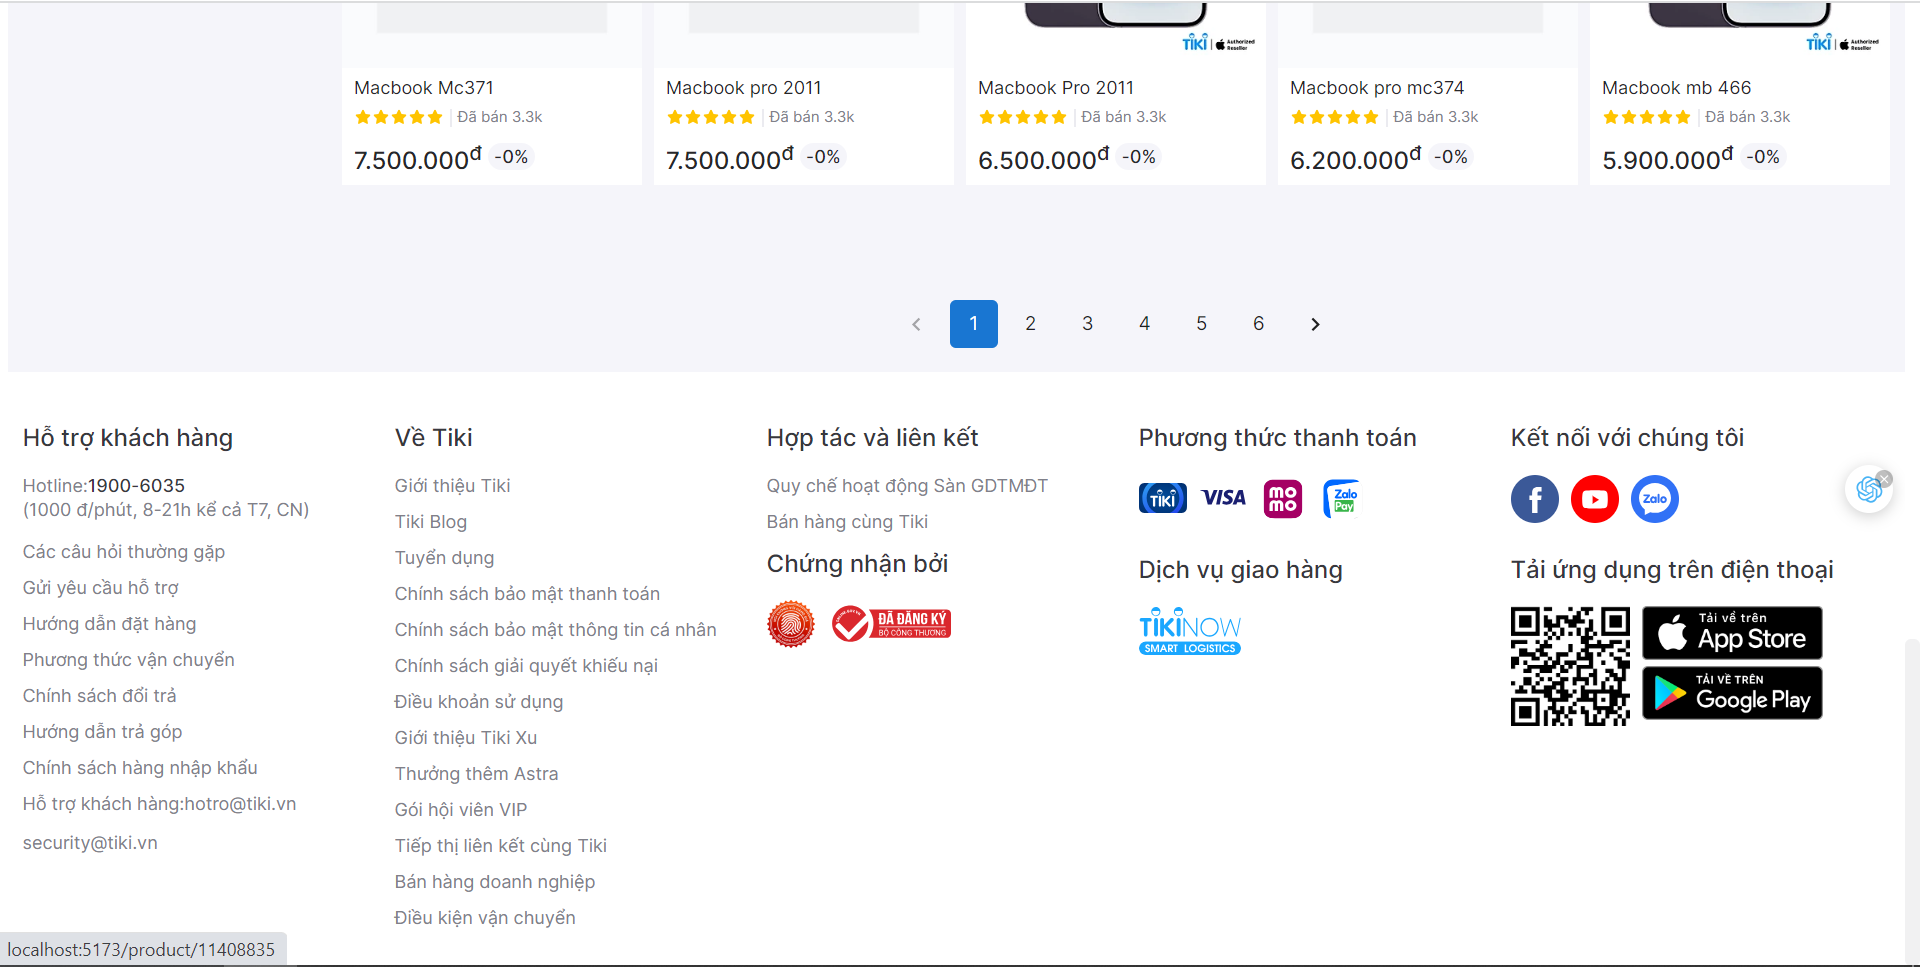 TIKI | Authorized Reseller
TIKI | Authorized Reseller
Macbook Mc371
Đã bán 3.3k
7.500.000đ -0%
Macbook pro 2011
Đã bán 3.3k
7.500.000đ -0%
Macbook Pro 2011
Đã bán 3.3k
6.500.000đ -0%
Macbook pro mc374
Đã bán 3.3k
6.200.000đ -0%
Macbook mb 466
Đã bán 3.3k
5.900.000đ -0%
1 2 3 4 5 6
Hỗ trợ khách hàng
Hotline:1900-6035
(1000 đ/phút, 8-21h kể cả T7, CN)
Các câu hỏi thường gặp
Gửi yêu cầu hỗ trợ
Hướng dẫn đặt hàng
Phương thức vận chuyển
Chính sách đổi trả
Hướng dẫn trả góp
Chính sách hàng nhập khẩu
Hỗ trợ khách hàng:hotro@tiki.vn
security@tiki.vn
Về Tiki
Giới thiệu Tiki
Tiki Blog
Tuyển dụng
Chính sách bảo mật thanh toán
Chính sách bảo mật thông tin cá nhân
Chính sách giải quyết khiếu nại
Điều khoản sử dụng
Giới thiệu Tiki Xu
Thưởng thêm Astra
Gói hội viên VIP
Tiếp thị liên kết cùng Tiki
Bán hàng doanh nghiệp
Điều kiện vận chuyển
Hợp tác và liên kết
Quy chế hoạt động Sàn GDTMĐT
Bán hàng cùng Tiki
Chứng nhận bởi
ĐÃ ĐĂNG KÝ
BỘ CÔNG THƯƠNG
Phương thức thanh toán
TIKI
VISA
mo
mo
Zalo
Pay
Dịch vụ giao hàng
TIKINOW
SMART LOGISTICS
Kết nối với chúng tôi
Zalo
Tải ứng dụng trên điện thoại
Tải về trên
App Store
TẢI VỀ TRÊN
Google Play
localhost:5173/product/11408835